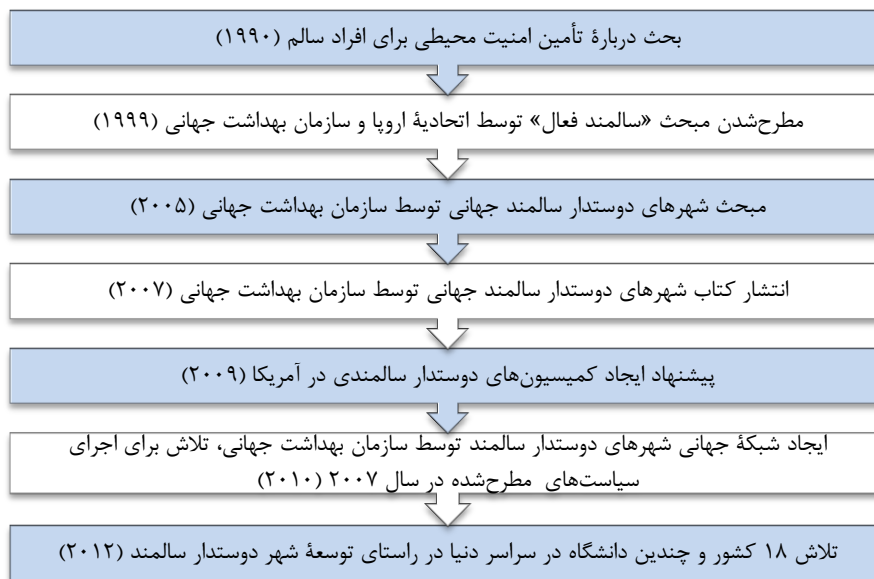 بحث دربارۀ تأمین امنیت محیطی برای افراد سالم (۱۹۹۰)
مطرح‌شدن مبحث «سالمند فعال» توسط اتحادیۀ اروپا و سازمان بهداشت جهانی (۱۹۹۹)
مبحث شهرهای دوستدار سالمند جهانی توسط سازمان بهداشت جهانی (۲۰۰۵)
انتشار کتاب شهرهای دوستدار سالمند جهانی توسط سازمان بهداشت جهانی (۲۰۰۷)
پیشنهاد ایجاد کمیسیون‌های دوستدار سالمندی در آمریکا (۲۰۰۹)
ایجاد شبکۀ جهانی شهرهای دوستدار سالمند توسط سازمان بهداشت جهانی، تلاش برای اجرای
سیاست‌های مطرح‌شده در سال ۲۰۰۷ (۲۰۱۰)
تلاش ۱۸ کشور و چندین دانشگاه در سراسر دنیا در راستای توسعۀ شهر دوستدار سالمند (۲۰۱۲)